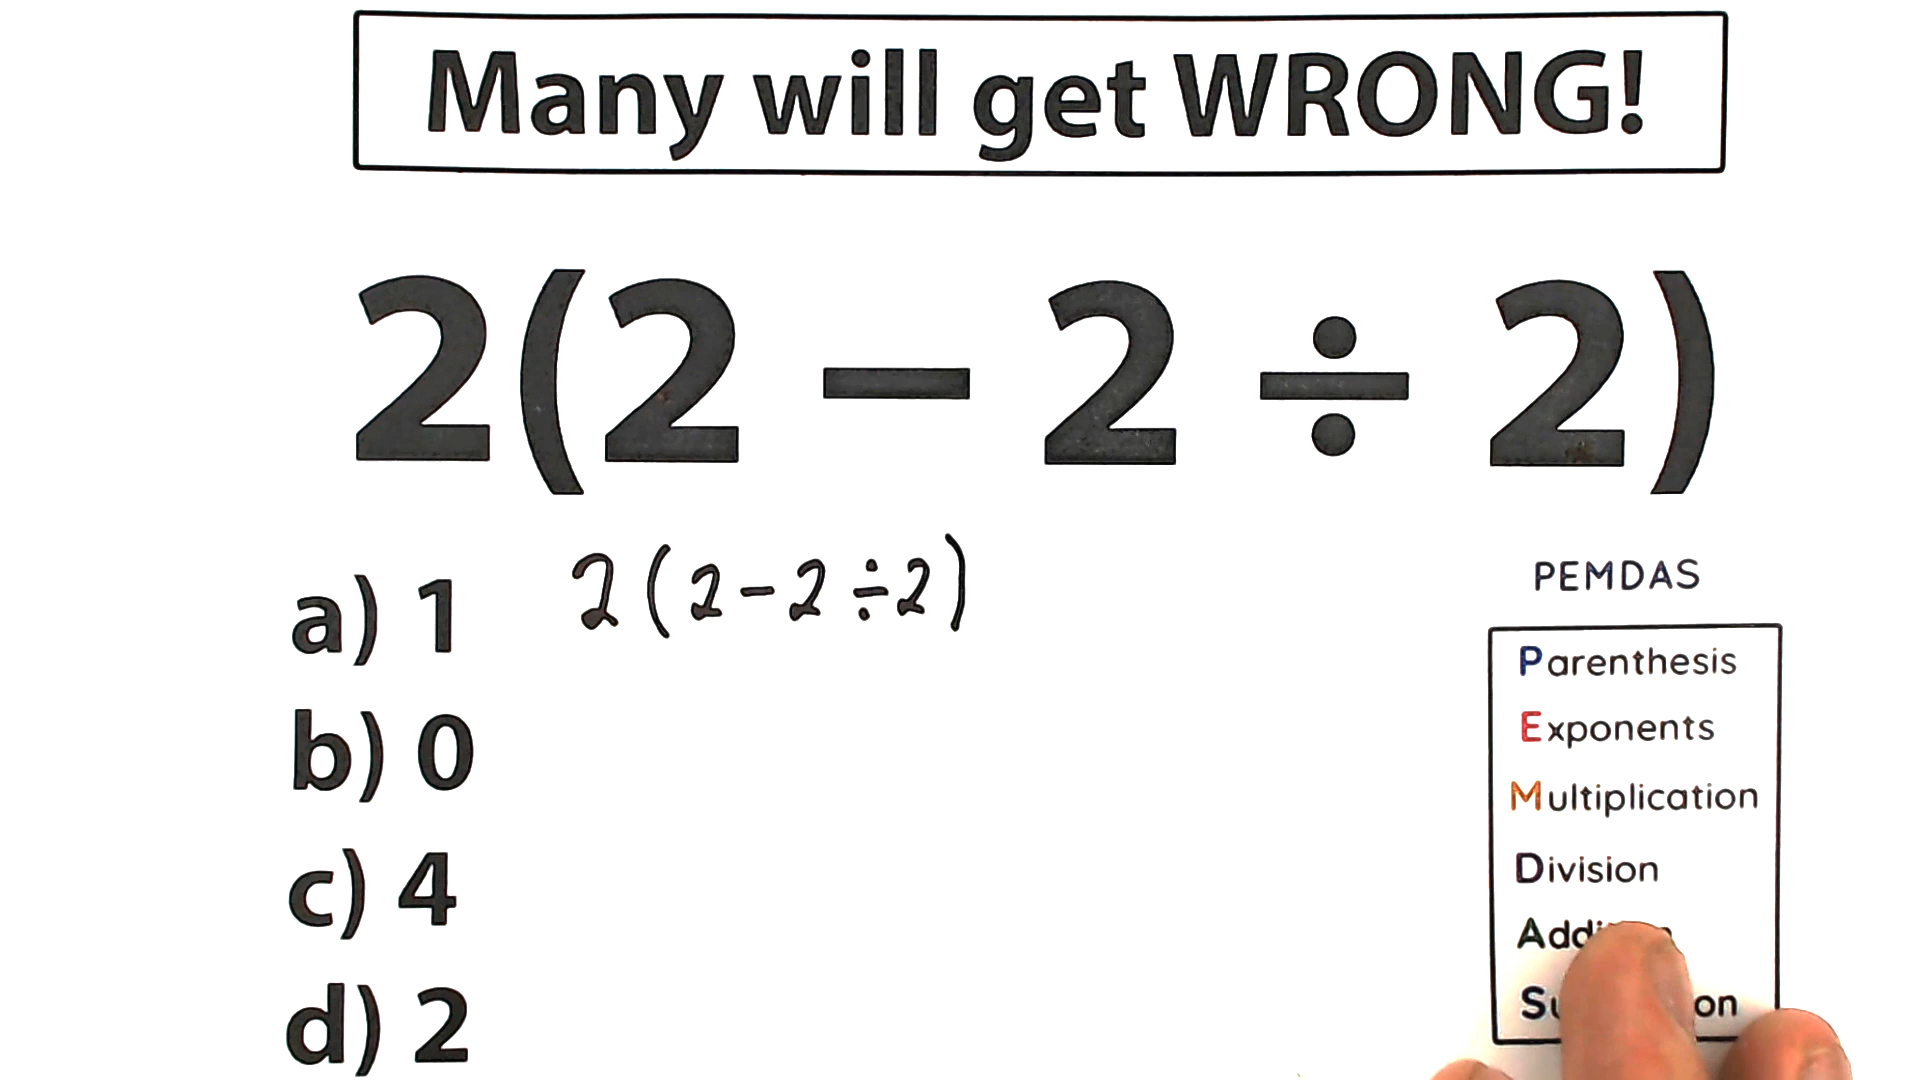 Many will get WRONG!
2(2 − 2 ÷ 2)
a) 1
2(2-2÷2)
b) 0
c) 4
d) 2
PEMDAS
Parenthesis
Exponents
Multiplication
Division